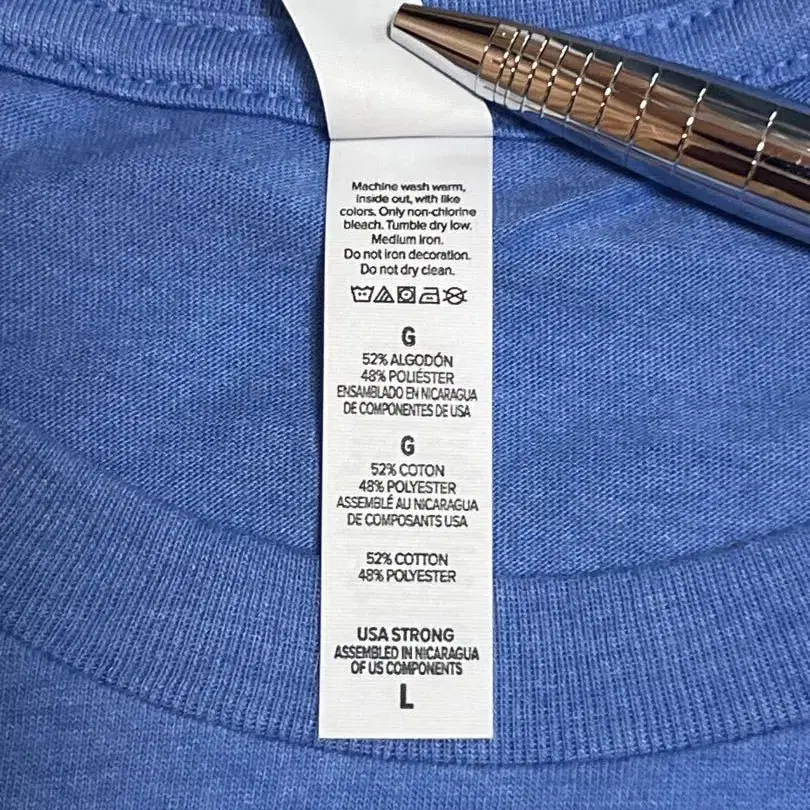 Machine wash warm,
inside out, with like
colors. Only non-chlorine
bleach. Tumble dry low.
Medium iron.
Do not iron decoration.
Do not dry clean.
G
52% ALGODÓN
48% POLIÉSTER
ENSAMBLADO EN NICARAGUA
DE COMPONENTES DE USA
G
52% COTON
48% POLYESTER
ASSEMBLÉ AU NICARAGUA
DE COMPOSANTS USA
52% COTTON
48% POLYESTER
USA STRONG
ASSEMBLED IN NICARAGUA
OF US COMPONENTS
L